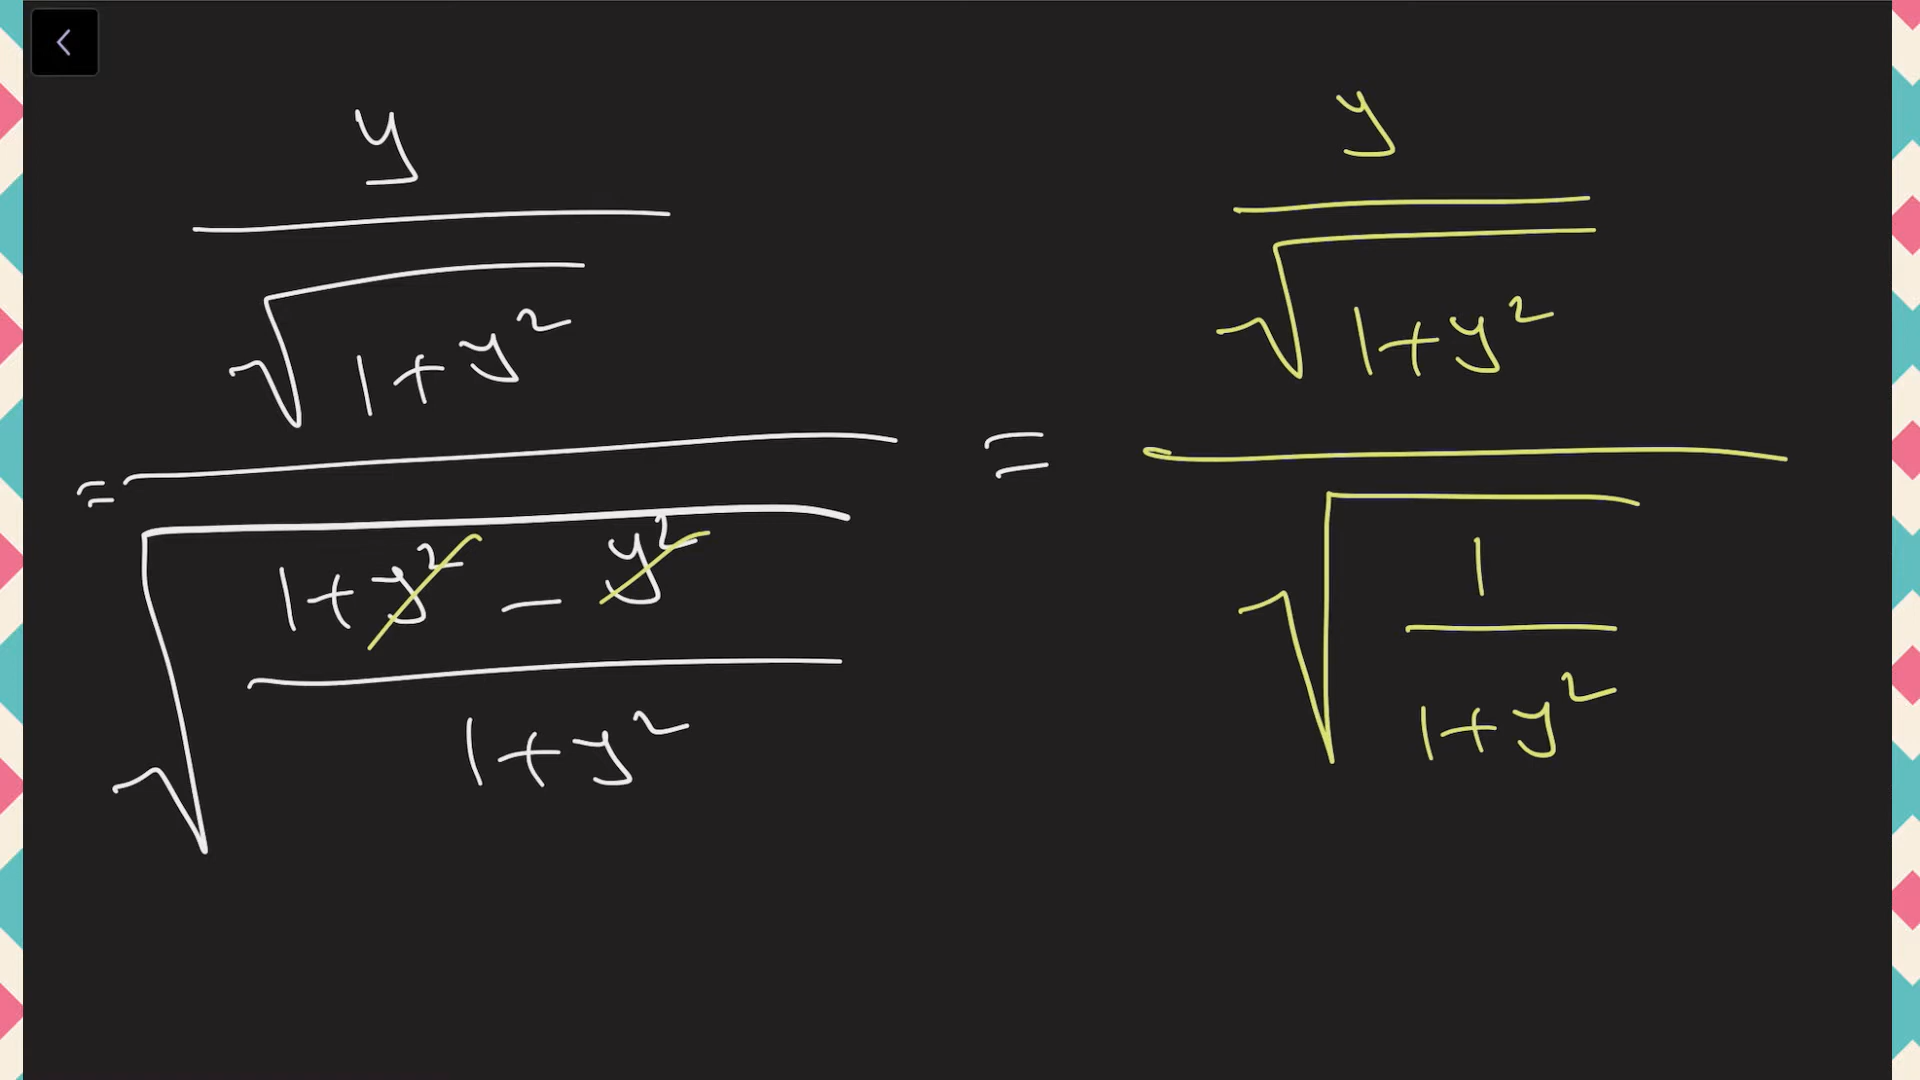 y y
√1+y² √1+y²
= =
1+y² - y² 1
1+y² 1+y²